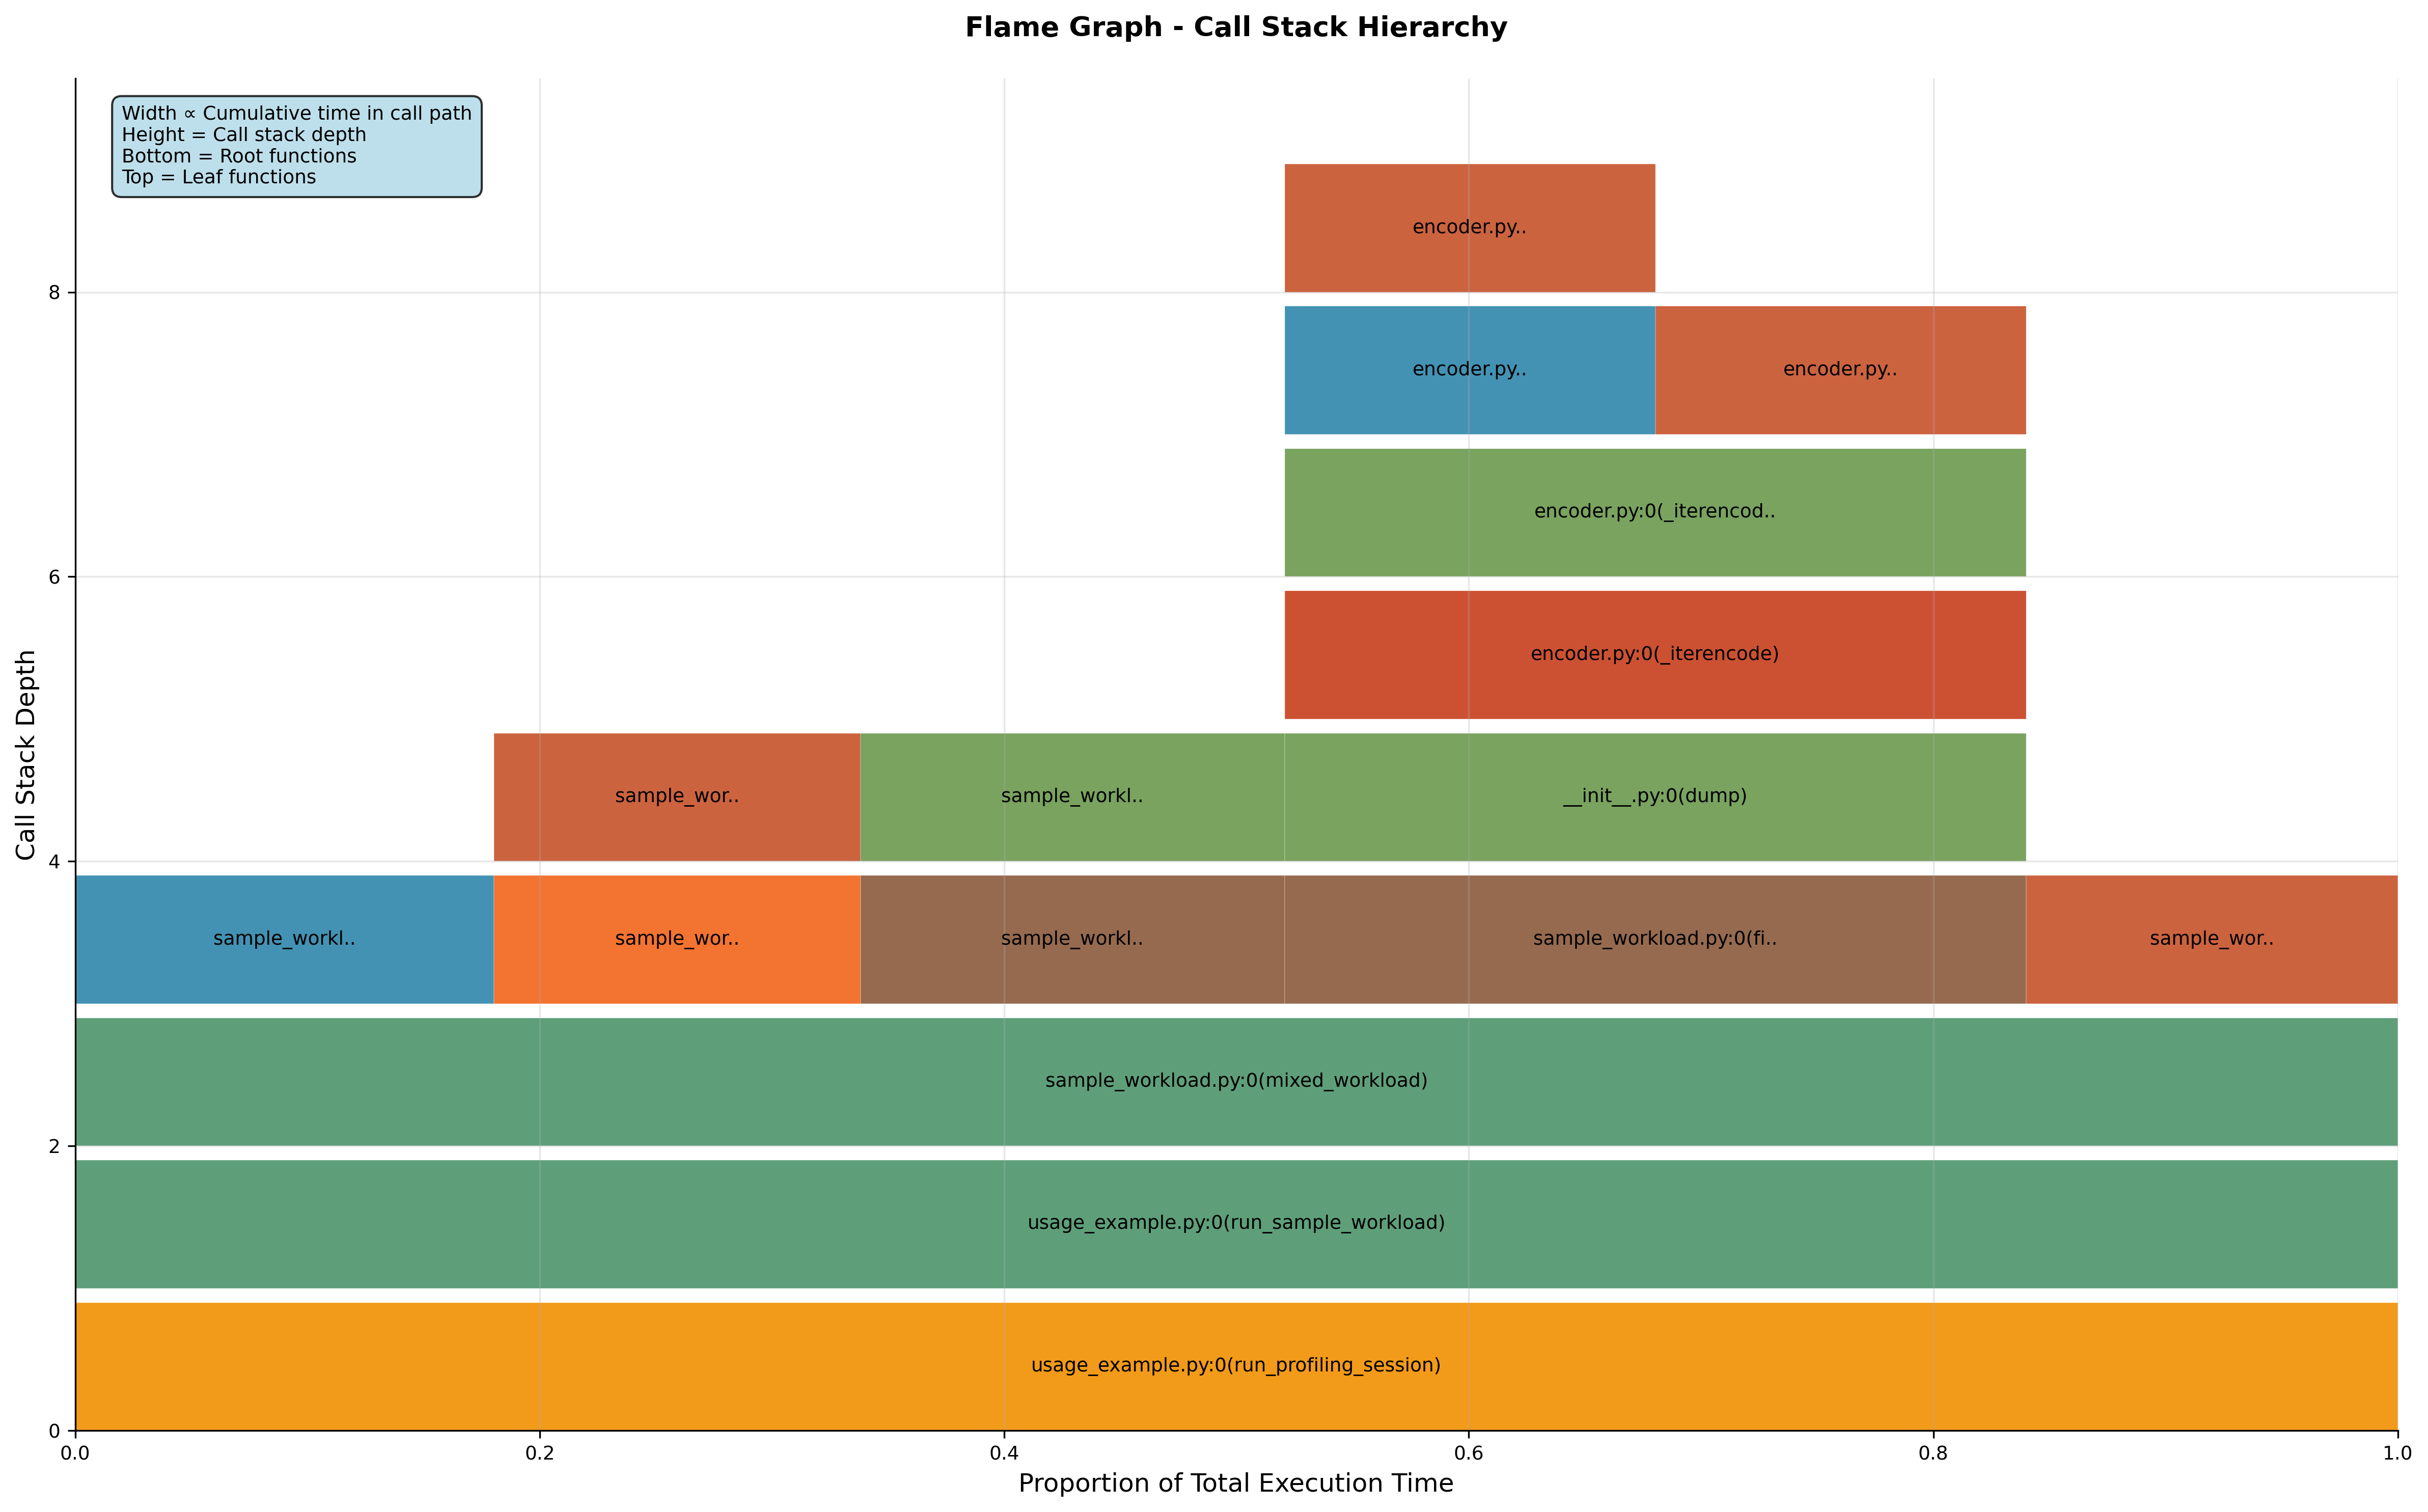 Flame Graph - Call Stack Hierarchy
Width ∝ Cumulative time in call path
Height = Call stack depth
Bottom = Root functions
Top = Leaf functions
encoder.py..
8
encoder.py..
encoder.py..
encoder.py:0(_iterencod..
6
encoder.py:0(_iterencode)
Call Stack Depth
sample_wor..
sample_workl..
__init__.py:0(dump)
4
sample_workl..
sample_wor..
sample_workl..
sample_workload.py:0(fi..
sample_wor..
sample_workload.py:0(mixed_workload)
2
usage_example.py:0(run_sample_workload)
usage_example.py:0(run_profiling_session)
0
0.0
0.2
0.4
0.6
0.8
1.0
Proportion of Total Execution Time